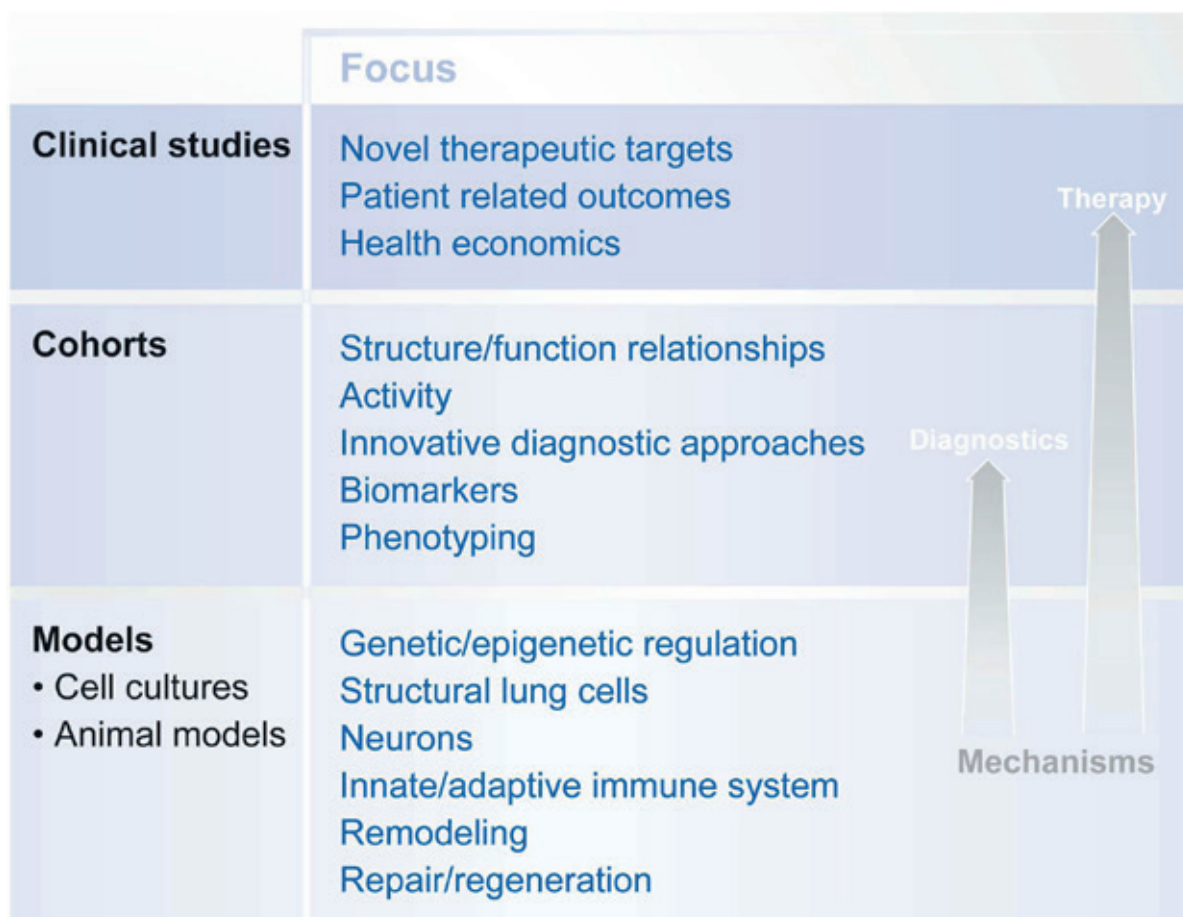 Focus
Clinical studies
Novel therapeutic targets
Patient related outcomes
Health economics
Therapy
Cohorts
Structure/function relationships
Activity
Innovative diagnostic approaches
Biomarkers
Phenotyping
Diagnostics
Models
• Cell cultures
• Animal models
Genetic/epigenetic regulation
Structural lung cells
Neurons
Innate/adaptive immune system
Remodeling
Repair/regeneration
Mechanisms